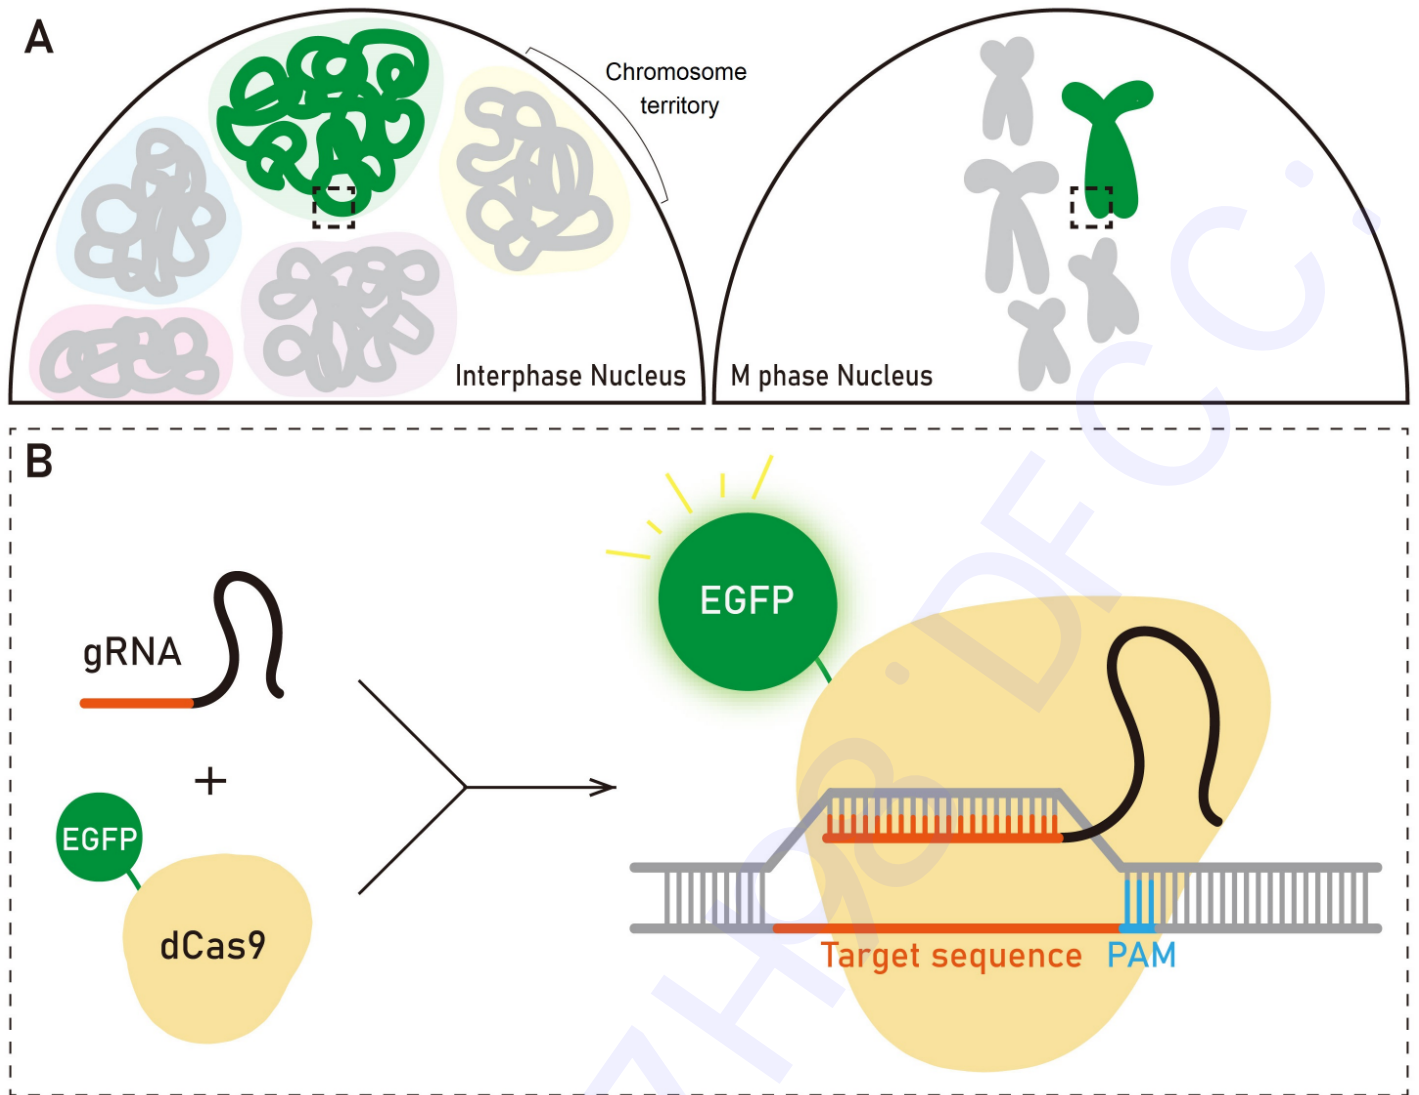 A
Chromosome
territory
Interphase Nucleus
M phase Nucleus
B
EGFP
gRNA
+
EGFP
dCas9
Target sequence PAM